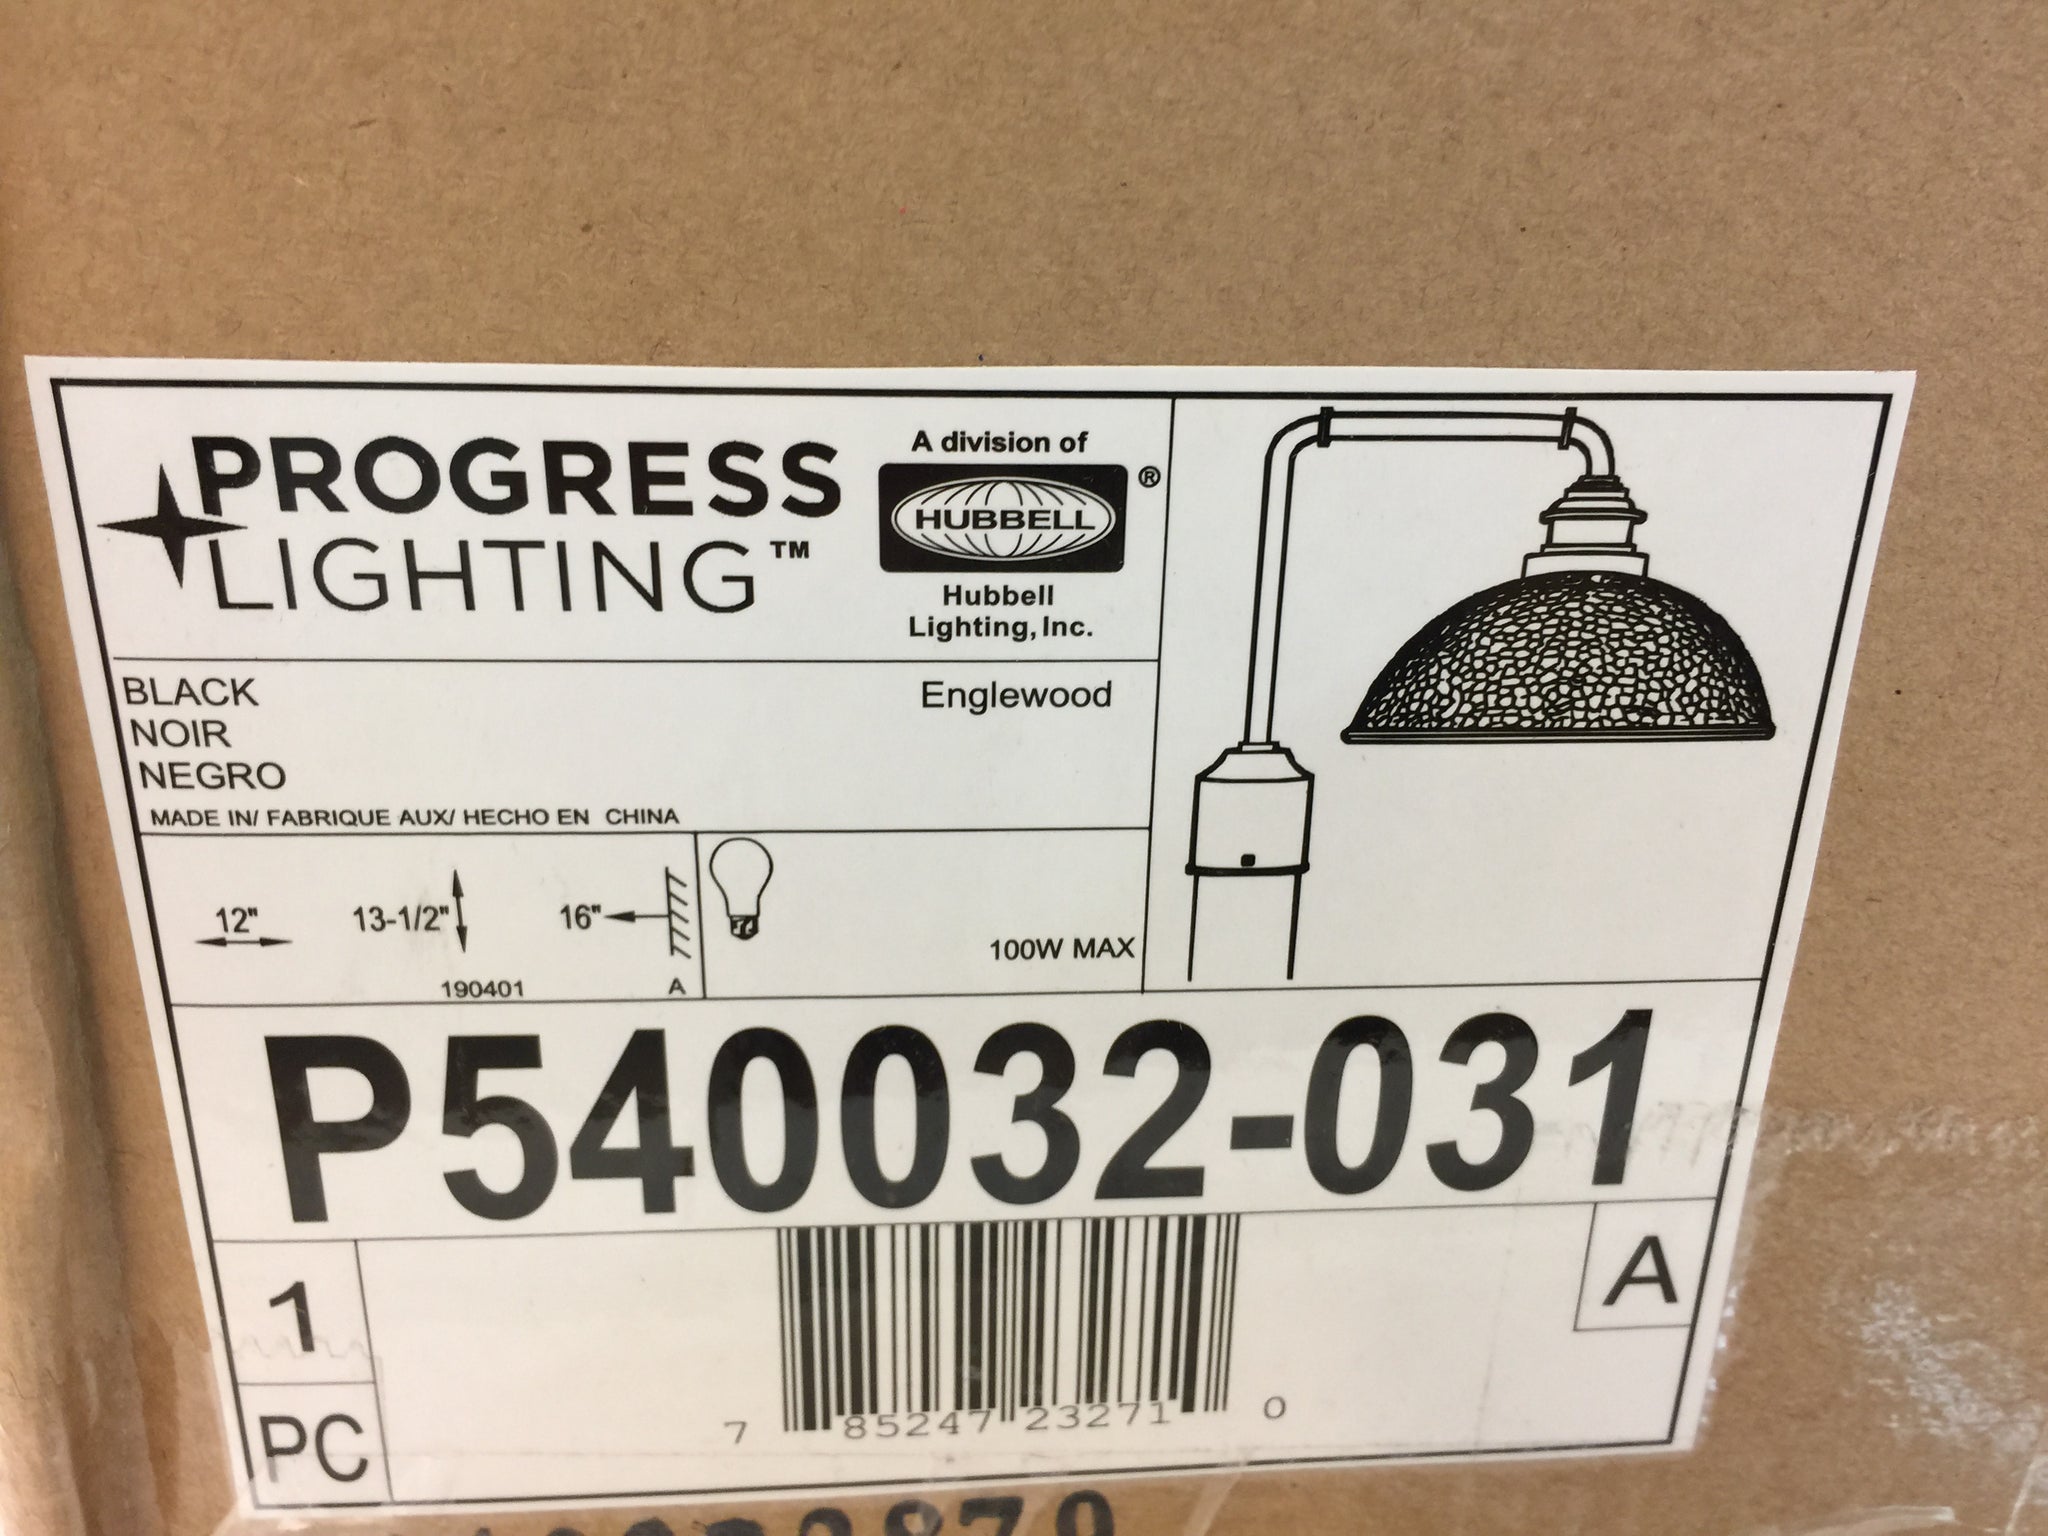 PROGRESS
LIGHTING™
A division of
HUBBELL®
Hubbell
Lighting, Inc.
BLACK
NOIR
NEGRO
Englewood
MADE IN/ FABRIQUE AUX/ HECHO EN CHINA
12" 13-1/2" 16"
190401 A
100W MAX
P540032-031
1
PC
A
7 85247 23271 0